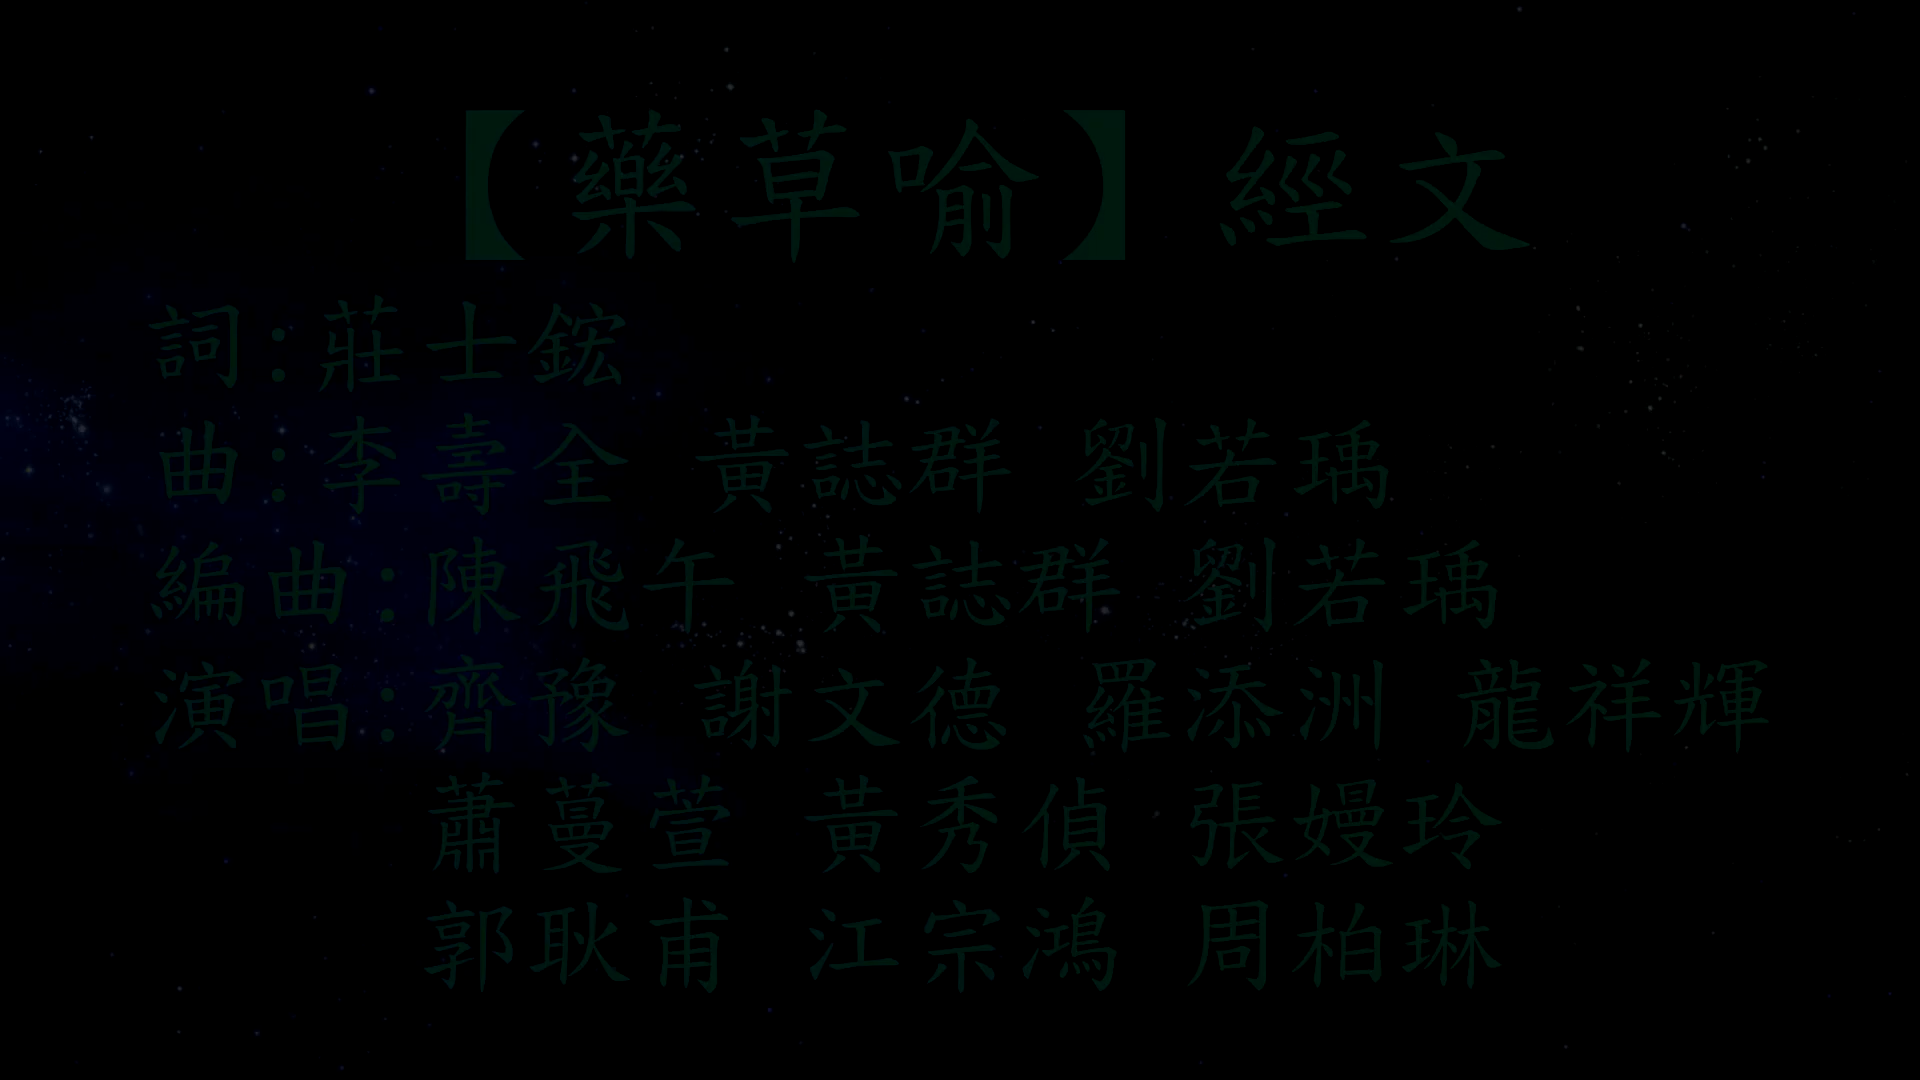 【藥草喻】經文
詞:莊士鋐
曲:李壽全 黃誌群 劉若瑀
編曲:陳飛午 黃誌群 劉若瑀
演唱:齊豫 謝文德 羅添洲 龍祥輝
蕭蔓萱 黃秀偵 張嫚玲
郭耿甫 江宗鴻 周柏琳